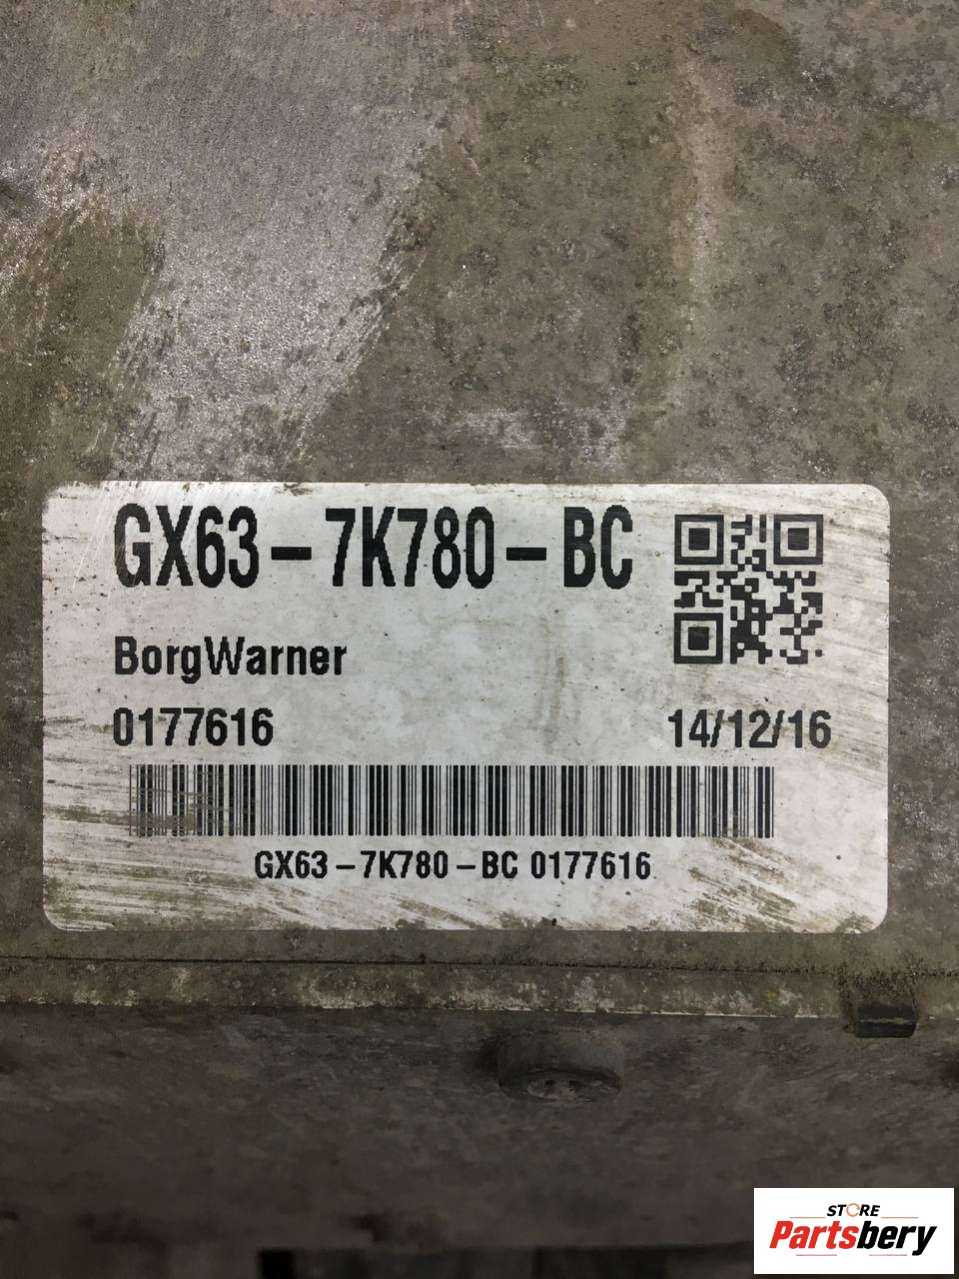 GX63-7K780-BC
BorgWarner
0177616 14/12/16
GX63-7K780-BC 0177616
STORE
Partsbery